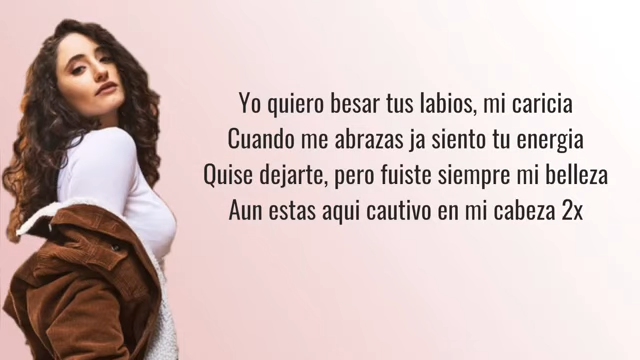 Yo quiero besar tus labios, mi caricia
Cuando me abrazas ja siento tu energia
Quise dejarte, pero fuiste siempre mi belleza
Aun estas aqui cautivo en mi cabeza 2x